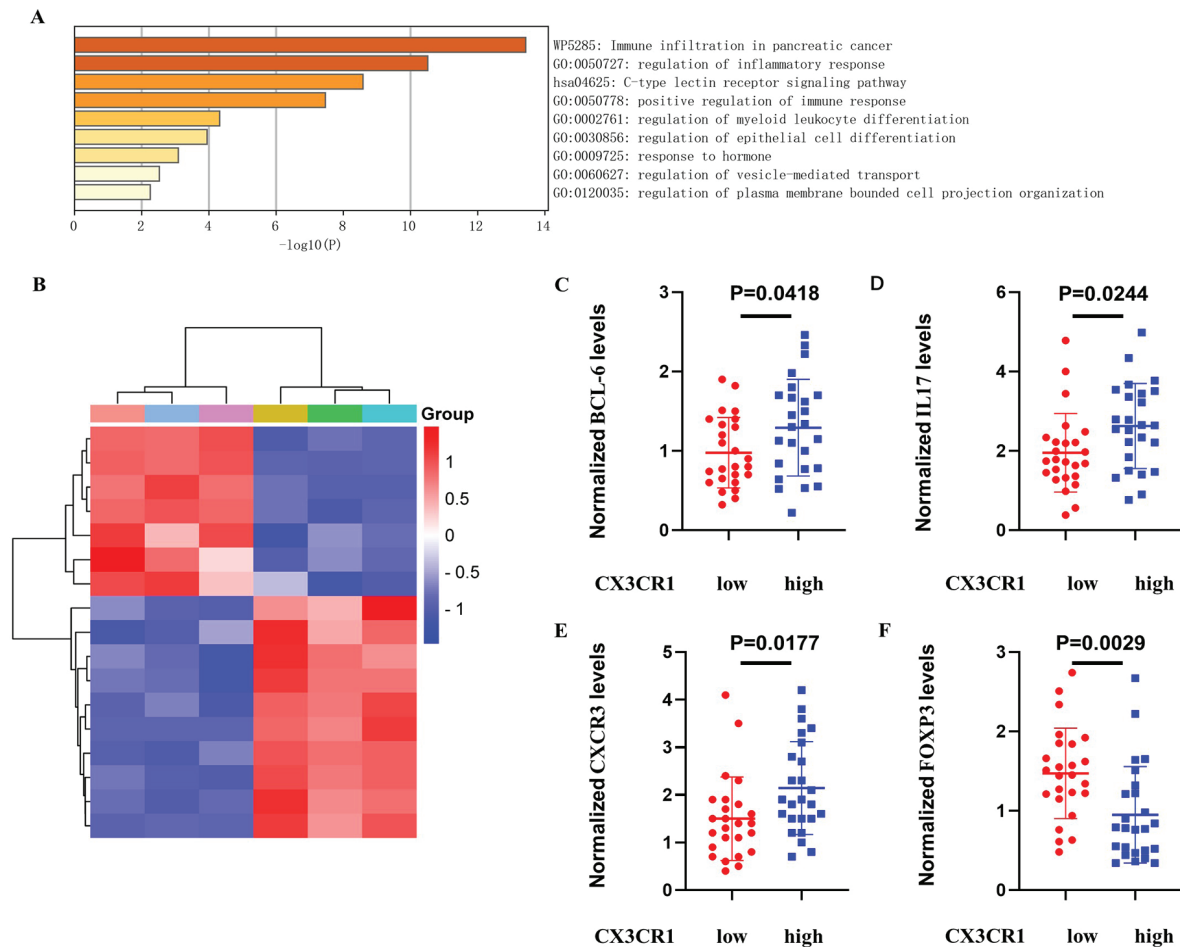 A
WP5285: Immune infiltration in pancreatic cancer
GO:0050727: regulation of inflammatory response
hsa04625: C-type lectin receptor signaling pathway
GO:0050778: positive regulation of immune response
GO:0002761: regulation of myeloid leukocyte differentiation
GO:0030856: regulation of epithelial cell differentiation
GO:0009725: response to hormone
GO:0060627: regulation of vesicle-mediated transport
GO:0120035: regulation of plasma membrane bounded cell projection organization
0 2 4 6 8 10 12 14
-log10(P)
B
Group
1
0.5
0
- 0.5
- 1
C
P=0.0418
Normalized BCL-6 levels
3
2
1
0
CX3CR1 low high
D
P=0.0244
Normalized IL17 levels
6
4
2
0
CX3CR1 low high
E
P=0.0177
Normalized CXCR3 levels
5
4
3
2
1
0
CX3CR1 low high
F
P=0.0029
Normalized FOXP3 levels
3
2
1
0
CX3CR1 low high